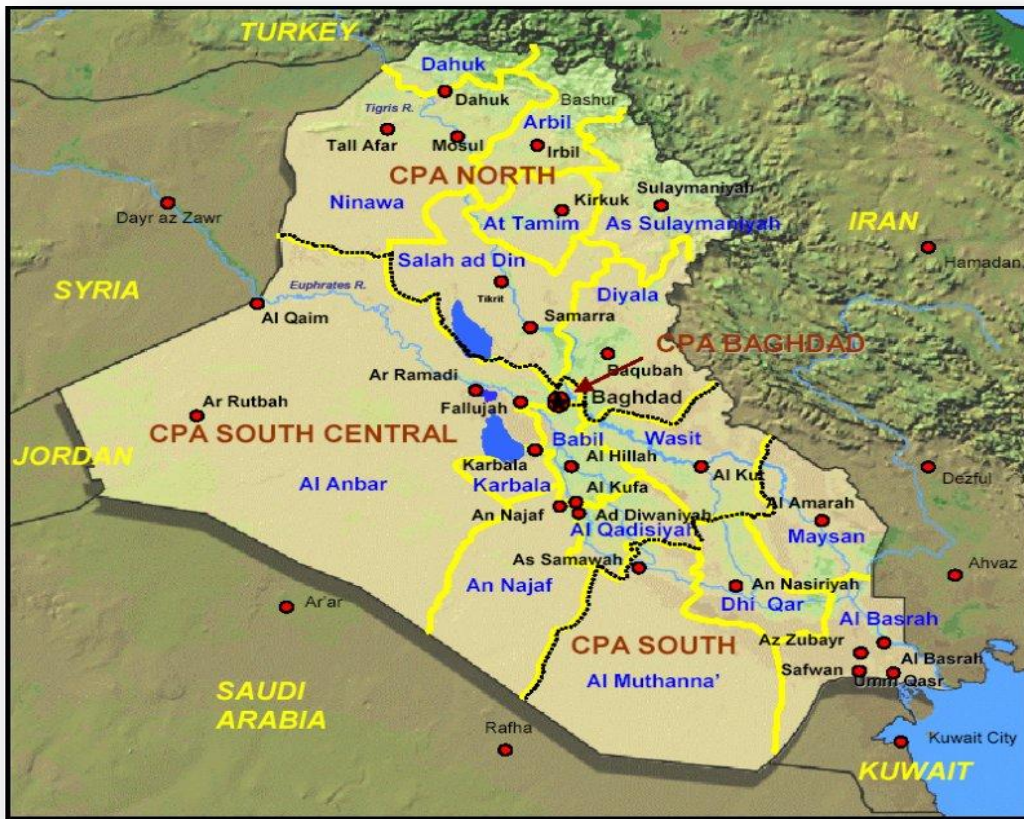 TURKEY
Dahuk
Dahuk
Bashur
Tigris R.
Arbil
Tall Afar
Mosul
Irbil
CPA NORTH
Sulaymaniyah
Ninawa
Kirkuk
Dayr az Zawr
At Tamim
As Sulaymaniyah
IRAN
Hamadan
Salah ad Din
SYRIA
Euphrates R.
Tikrit
Diyala
Al Qaim
Samarra
CPA BAGHDAD
Baqubah
Ar Ramadi
Baghdad
Ar Rutbah
Fallujah
CPA SOUTH CENTRAL
Babil
Wasit
JORDAN
Al Hillah
Karbala
Al Kut
Dezful
Al Anbar
Karbala
Al Kufa
Al Amarah
An Najaf
Ad Diwaniyah
Al Qadisiyah
Maysan
As Samawah
Ahvaz
An Najaf
An Nasiriyah
Ar'ar
Dhi Qar
Al Basrah
CPA SOUTH
Az Zubayr
Al Basrah
Safwan
Umm Qasr
Al Muthanna'
SAUDI
ARABIA
Rafha
Kuwait City
KUWAIT